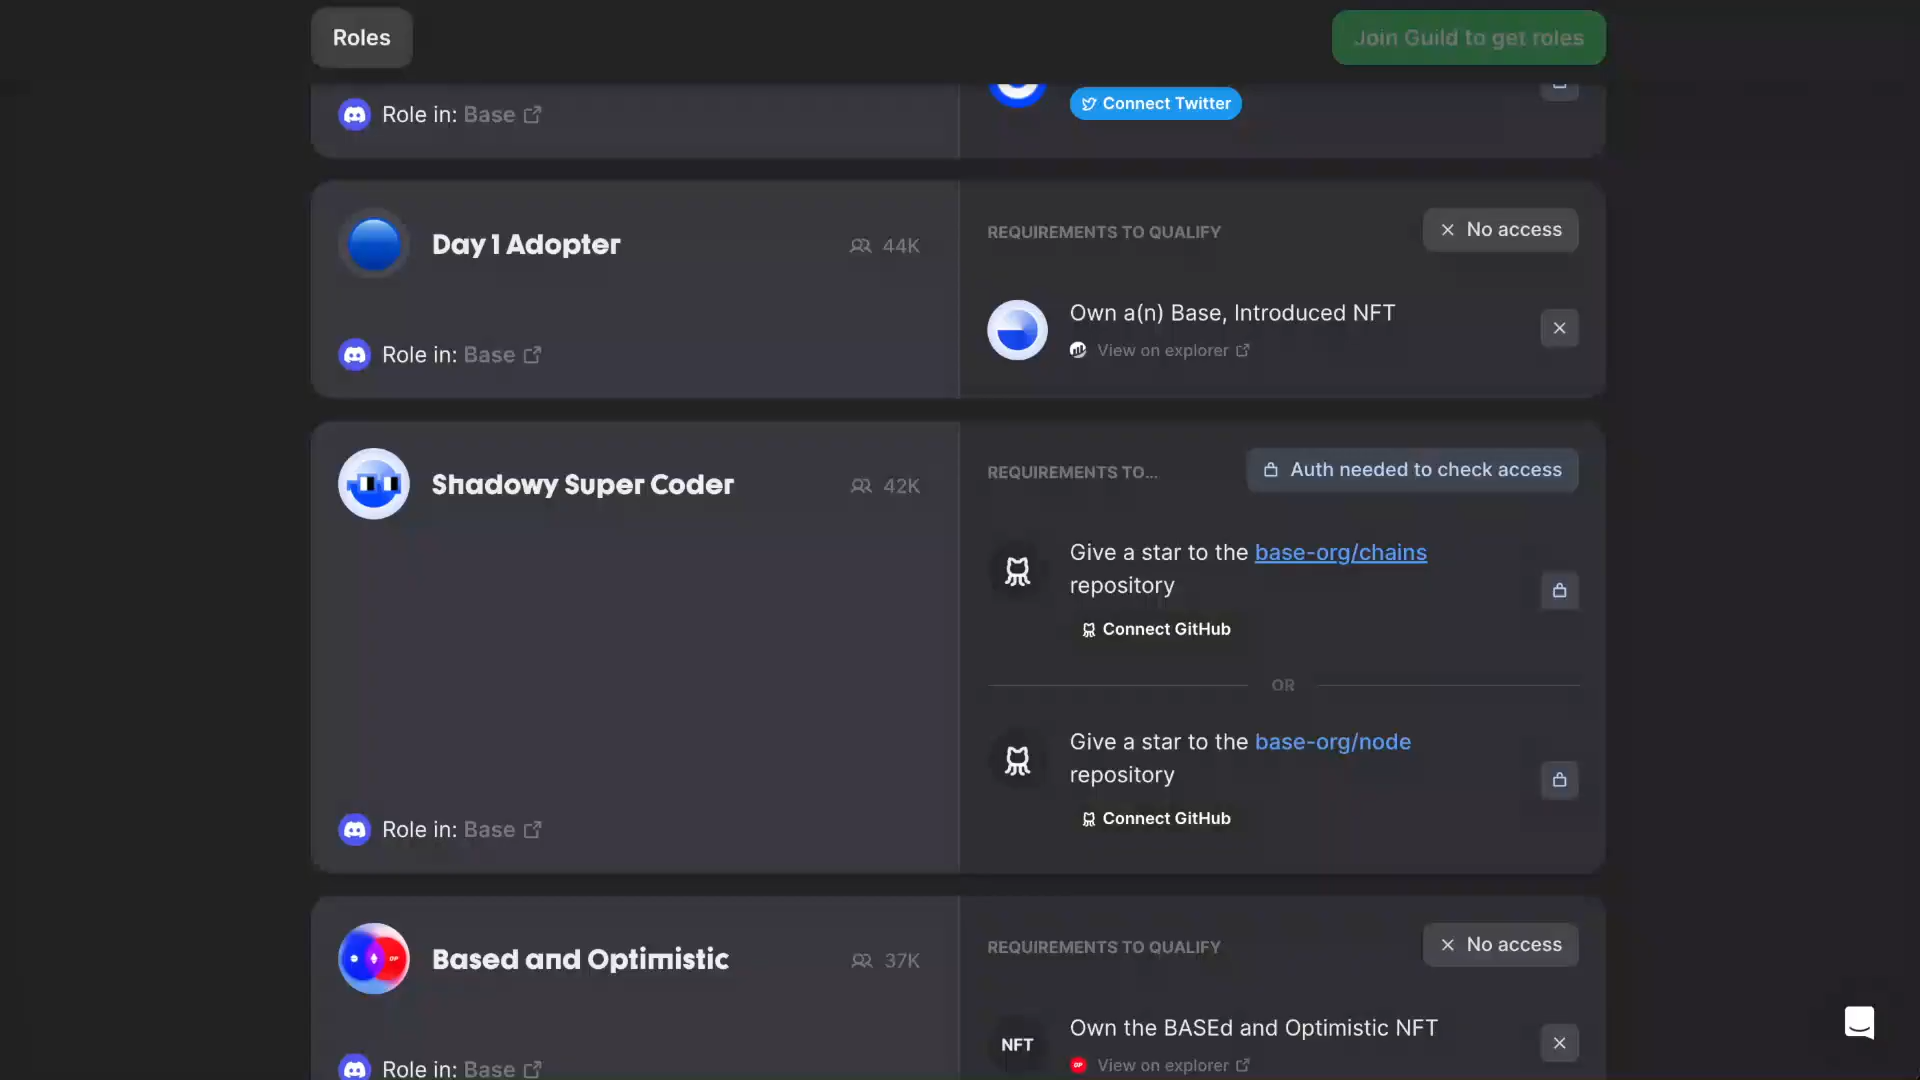 Roles
Join Guild to get roles
Role in: Base
Connect Twitter
Day 1 Adopter
44K
REQUIREMENTS TO QUALIFY
No access
Own a(n) Base, Introduced NFT
View on explorer
Role in: Base
Shadowy Super Coder
42K
REQUIREMENTS TO...
Auth needed to check access
Give a star to the base-org/chains
repository
Connect GitHub
OR
Give a star to the base-org/node
repository
Connect GitHub
Role in: Base
Based and Optimistic
37K
REQUIREMENTS TO QUALIFY
No access
NFT
Own the BASEd and Optimistic NFT
OP
View on explorer
Role in: Base